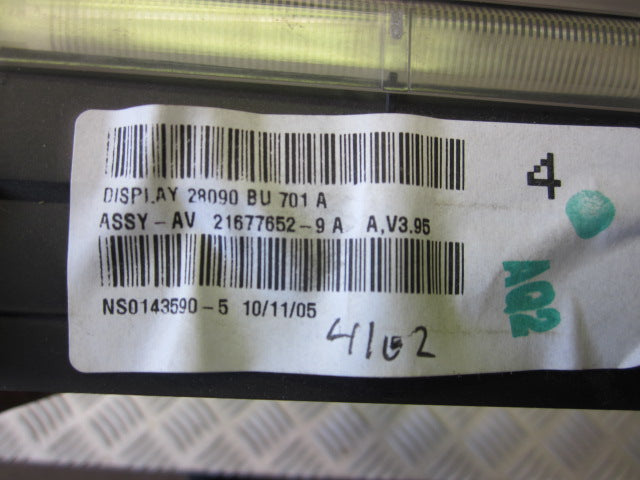 DISPLAY 28090 BU 701 A
ASSY-AV 21677652-9 A A,V3.95
NS0143590-5 10/11/05
4
AQ2
4102